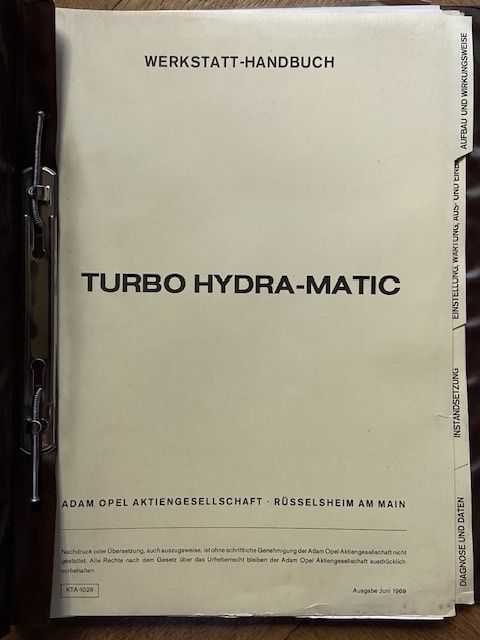 WERKSTATT-HANDBUCH
TURBO HYDRA-MATIC
ADAM OPEL AKTIENGESELLSCHAFT · RÜSSELSHEIM AM MAIN
Nachdruck oder Übersetzung, auch auszugsweise, ist ohne schriftliche Genehmigung der Adam Opel Aktiengesellschaft nicht
gestattet. Alle Rechte nach dem Gesetz über das Urheberrecht bleiben der Adam Opel Aktiengesellschaft ausdrücklich
vorbehalten.
KTA-1029
Ausgabe Juni 1969
AUFBAU UND WIRKUNGSWEISE
EINSTELLUNG, WARTUNG, AUS- UND
INSTANDSETZUNG
DIAGNOSE UND DATEN